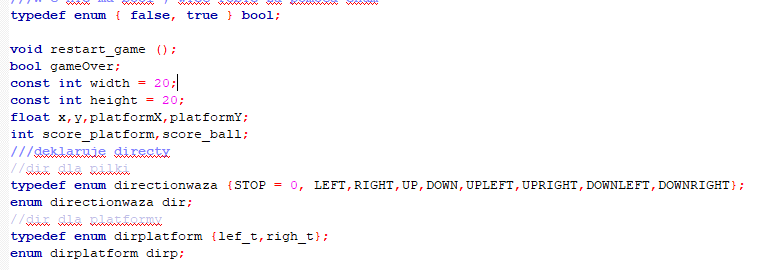 typedef enum { false, true } bool;
void restart_game ();
bool gameOver;
const int width = 20;
const int height = 20;
float x,y,platformX,platformY;
int score_platform,score_ball;
///deklaruje directy
//dir dla pilki
typedef enum directionwaza {STOP = 0, LEFT,RIGHT,UP,DOWN,UPLEFT,UPRIGHT,DOWNLEFT,DOWNRIGHT};
enum directionwaza dir;
//dir dla platformy
typedef enum dirplatform {lef_t,righ_t};
enum dirplatform dirp;